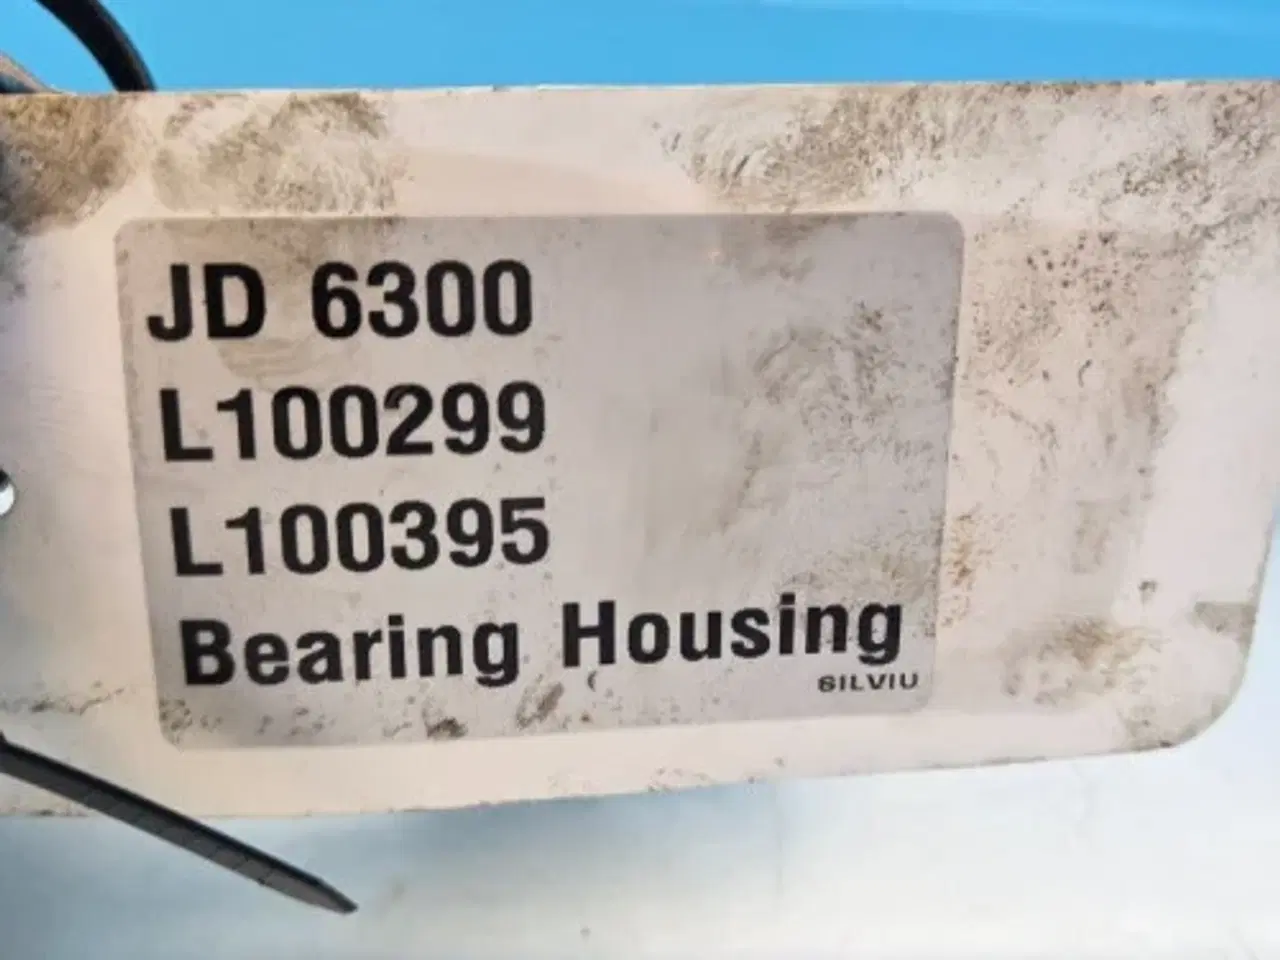 JD 6300
L100299
L100395
Bearing Housing
SILVIU